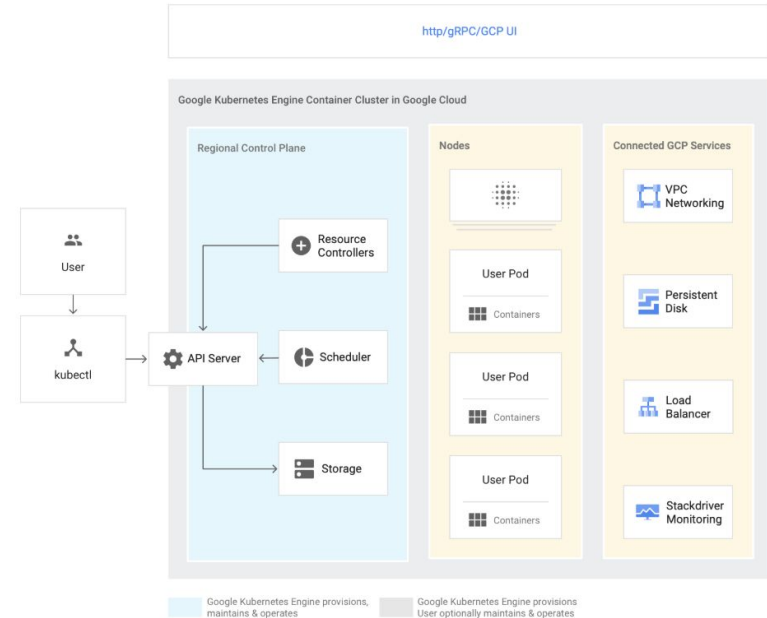 http/gRPC/GCP UI
Google Kubernetes Engine Container Cluster in Google Cloud
Regional Control Plane
Nodes
Connected GCP Services
User
kubectl
API Server
Resource
Controllers
Scheduler
Storage
User Pod
Containers
User Pod
Containers
User Pod
Containers
VPC
Networking
Persistent
Disk
Load
Balancer
Stackdriver
Monitoring
Google Kubernetes Engine provisions,
maintains & operates
Google Kubernetes Engine provisions
User optionally maintains & operates